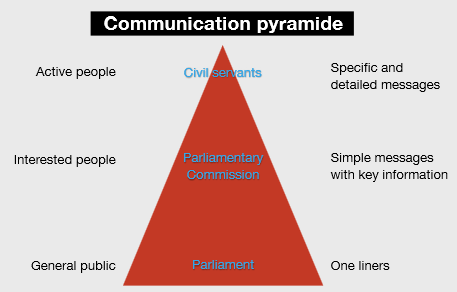 Communication pyramide
Active people
Civil servants
Specific and
detailed messages
Interested people
Parliamentary
Commission
Simple messages
with key information
General public
Parliament
One liners